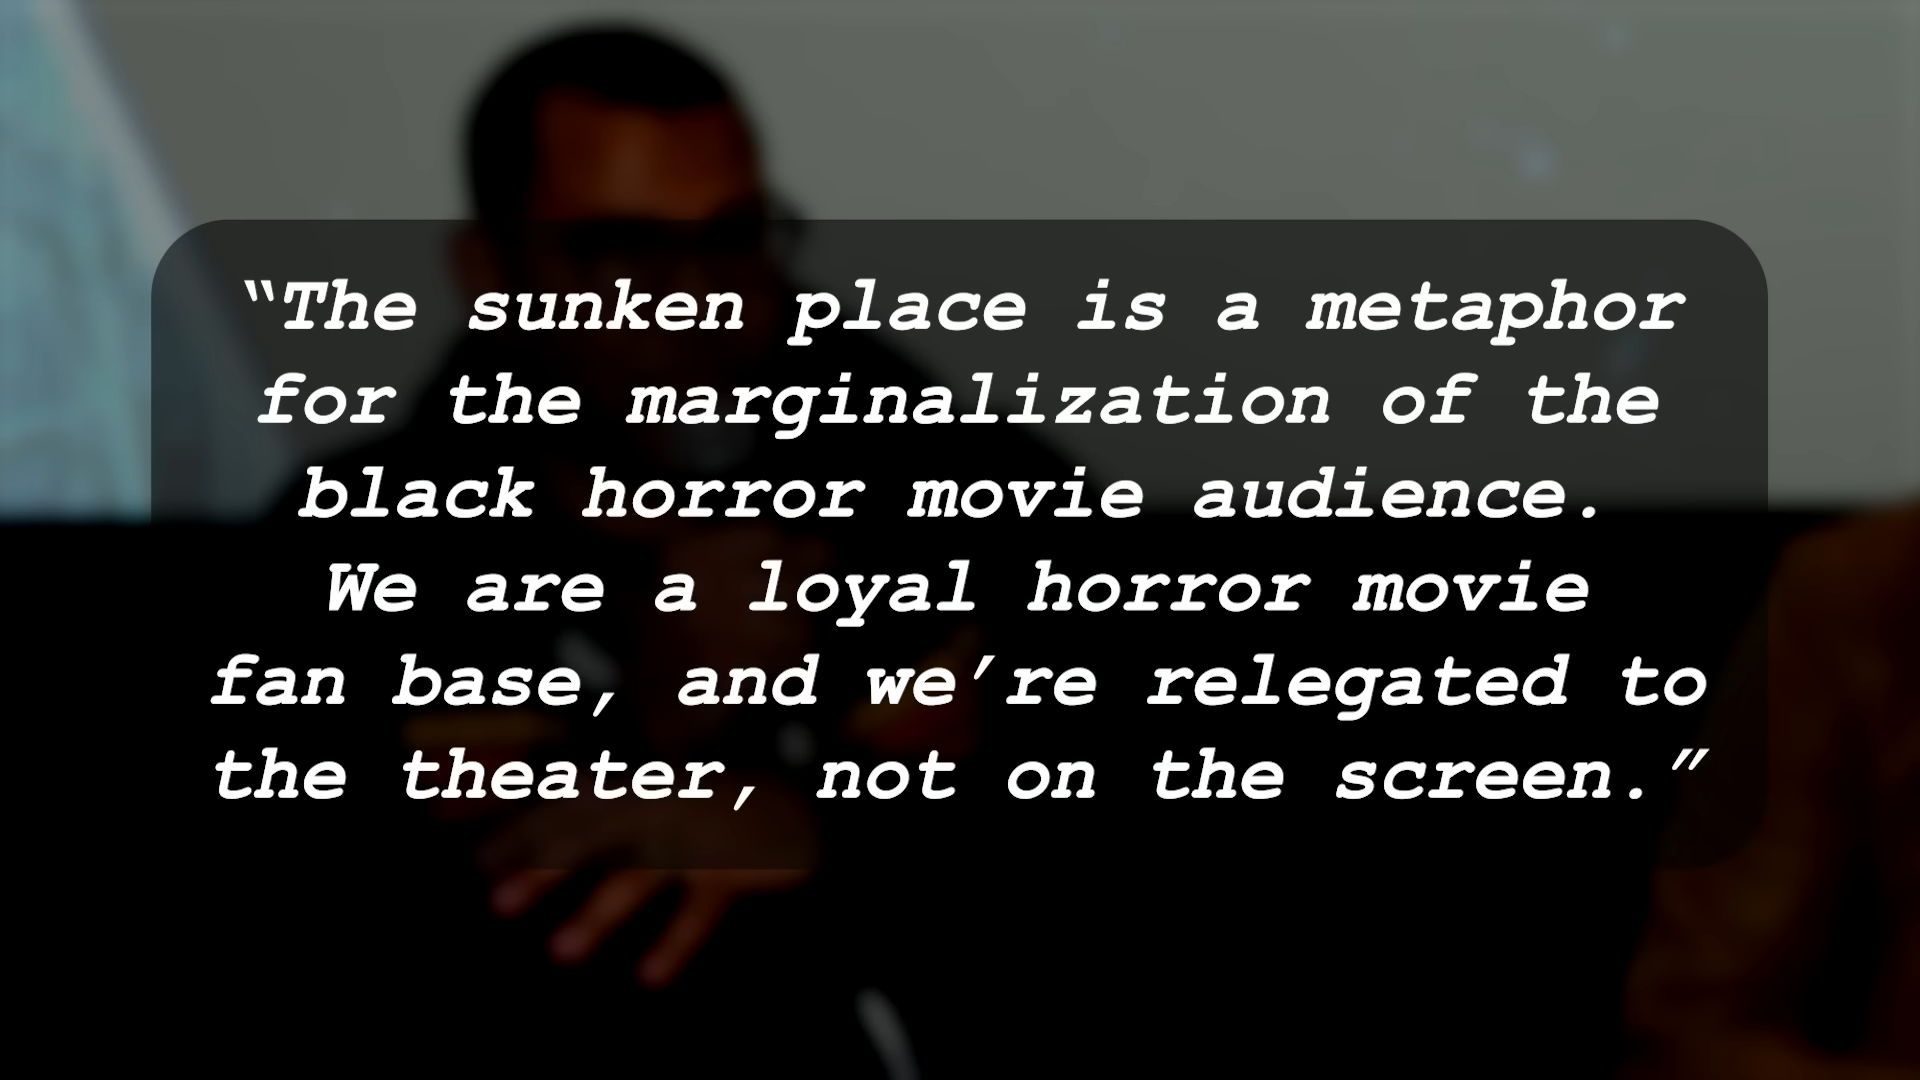 “The sunken place is a metaphor
for the marginalization of the
black horror movie audience.
We are a loyal horror movie
fan base, and we’re relegated to
the theater, not on the screen.”